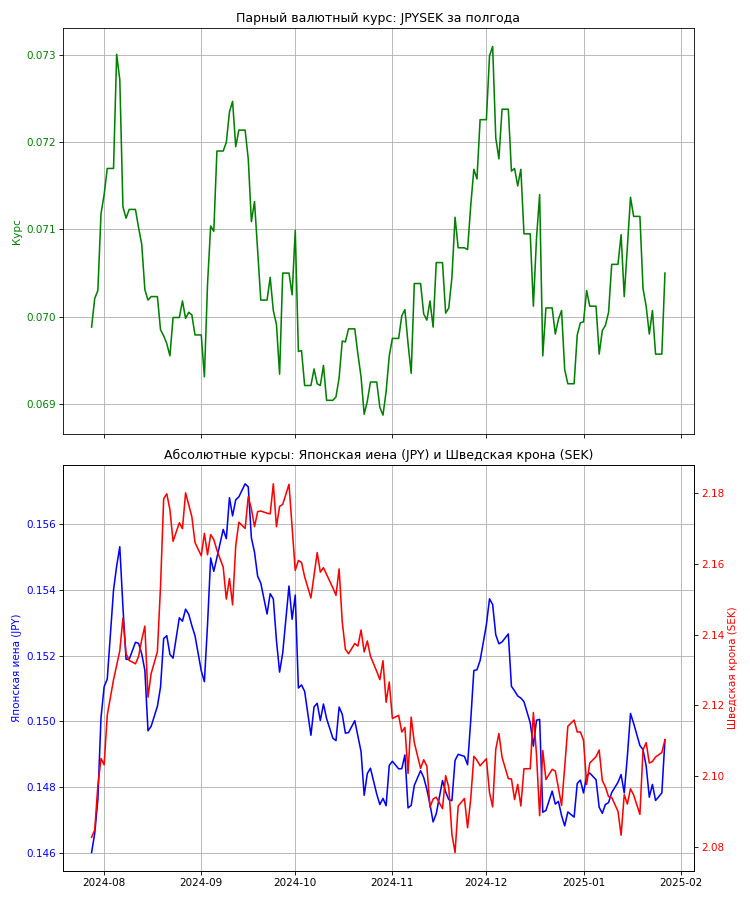 Парный валютный курс: JPYSEK за полгода
0.073
0.072
0.071
0.070
0.069
Курс
Абсолютные курсы: Японская иена (JPY) и Шведская крона (SEK)
0.156
0.154
0.152
0.150
0.148
0.146
Японская иена (JPY)
2.18
2.16
2.14
2.12
2.10
2.08
Шведская крона (SEK)
2024-08 2024-09 2024-10 2024-11 2024-12 2025-01 2025-02